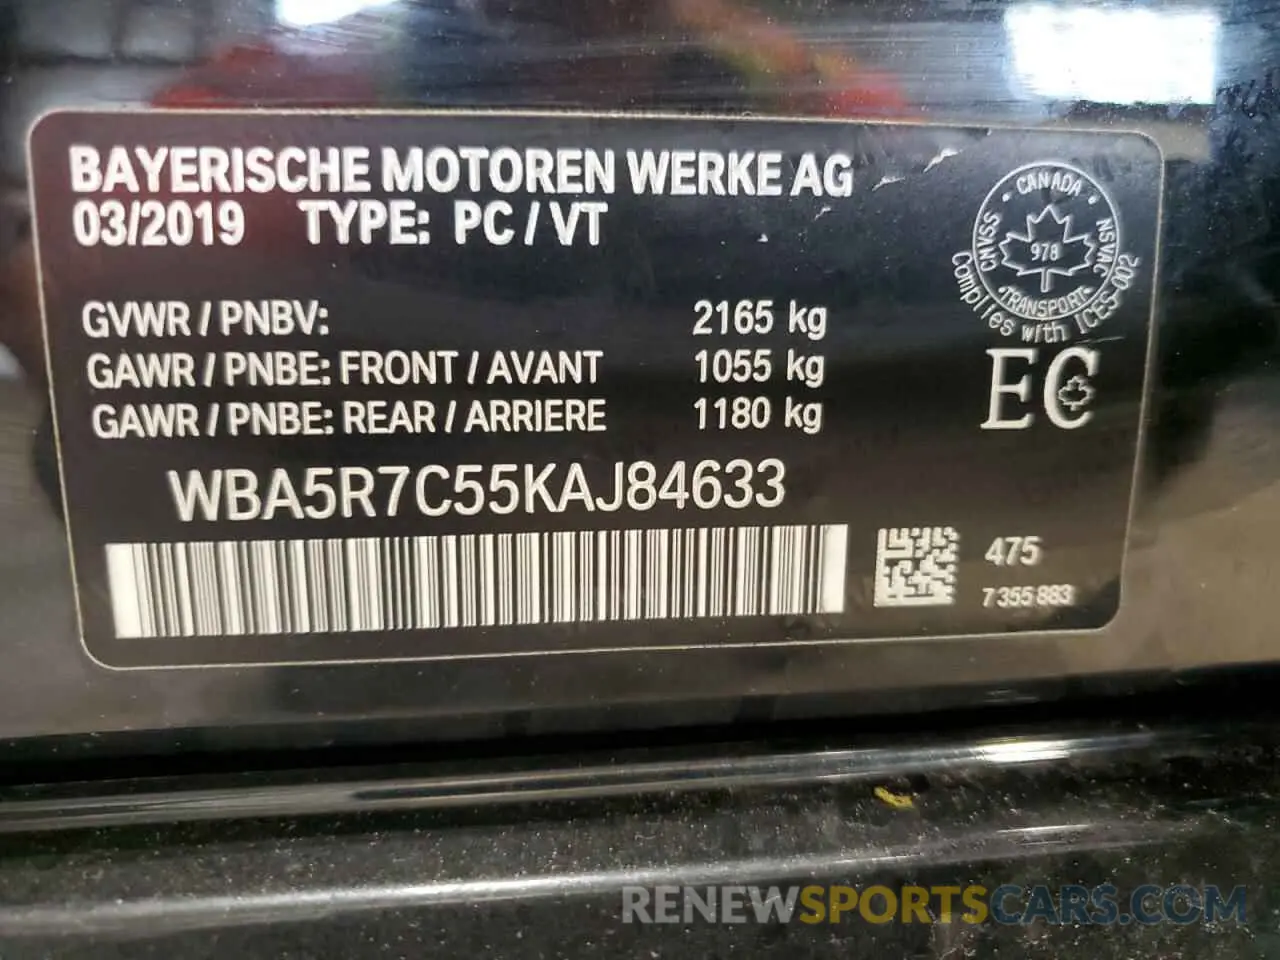 BAYERISCHE MOTOREN WERKE AG
03/2019 TYPE: PC / VT
CANADA
CNVSS NSVAC
978
TRANSPORT
Complies with ICES-002
GVWR / PNBV: 2165 kg
GAWR / PNBE: FRONT / AVANT 1055 kg
GAWR / PNBE: REAR / ARRIERE 1180 kg
EC
WBA5R7C55KAJ84633
475
7 355 883
RENEWSPORTSCARS.COM